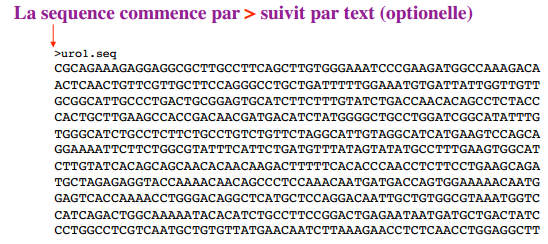 La sequence commence par > suivit par text (optionelle)
>uro1.seq
CGCAGAAAGAGGAGGCGCTTGCCTTCAGCTTGTGGGAAATCCCGAAGATGGCCAAAGACA
ACTCAACTGTTCGTTGCTTCCAGGGCCTGCTGATTTTTGGAAATGTGATTATTGGTTGTT
GCGGCATTGCCCTGACTGCGGAGTGCATCTTCTTTGTATCTGACCAACACAGCCTCTACC
CACTGCTTGAAGCCACCGACAACGATGACATCTATGGGGCTGCCTGGATCGGCATATTTG
TGGGCATCTGCCTCTTCTGCCTGTCTGTTCTAGGCATTGTAGGCATCATGAAGTCCAGCA
GGAAAATTCTTCTGGCGTATTTCATTCTGATGTTTATAGTATATGCCTTTGAAGTGGCAT
CTTGTATCACAGCAGCAACACAACAAGACTTTTTCACACCCAACCTCTTCCTGAAGCAGA
TGCTAGAGAGGTACCAAAACAACAGCCCTCCAAACAATGATGACCAGTGGAAAAACAATG
GAGTCACCAAAACCTGGGACAGGCTCATGCTCCAGGACAATTGCTGTGGCGTAAATGGTC
CATCAGACTGGCAAAAATACACATCTGCCTTCCGGACTGAGAATAATGATGCTGACTATC
CCTGGCCTCGTCAATGCTGTGTTATGAACAATCTTAAAGAACCTCTCAACCTGGAGGCTT